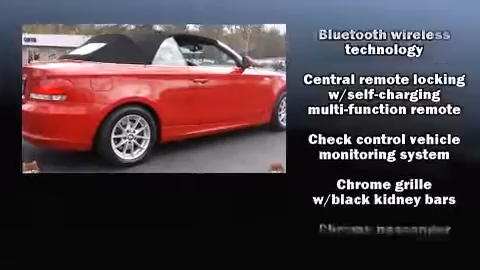 Bluetooth wireless
technology
Central remote locking
w/self-charging
multi-function remote
Check control vehicle
monitoring system
Chrome grille
w/black kidney bars